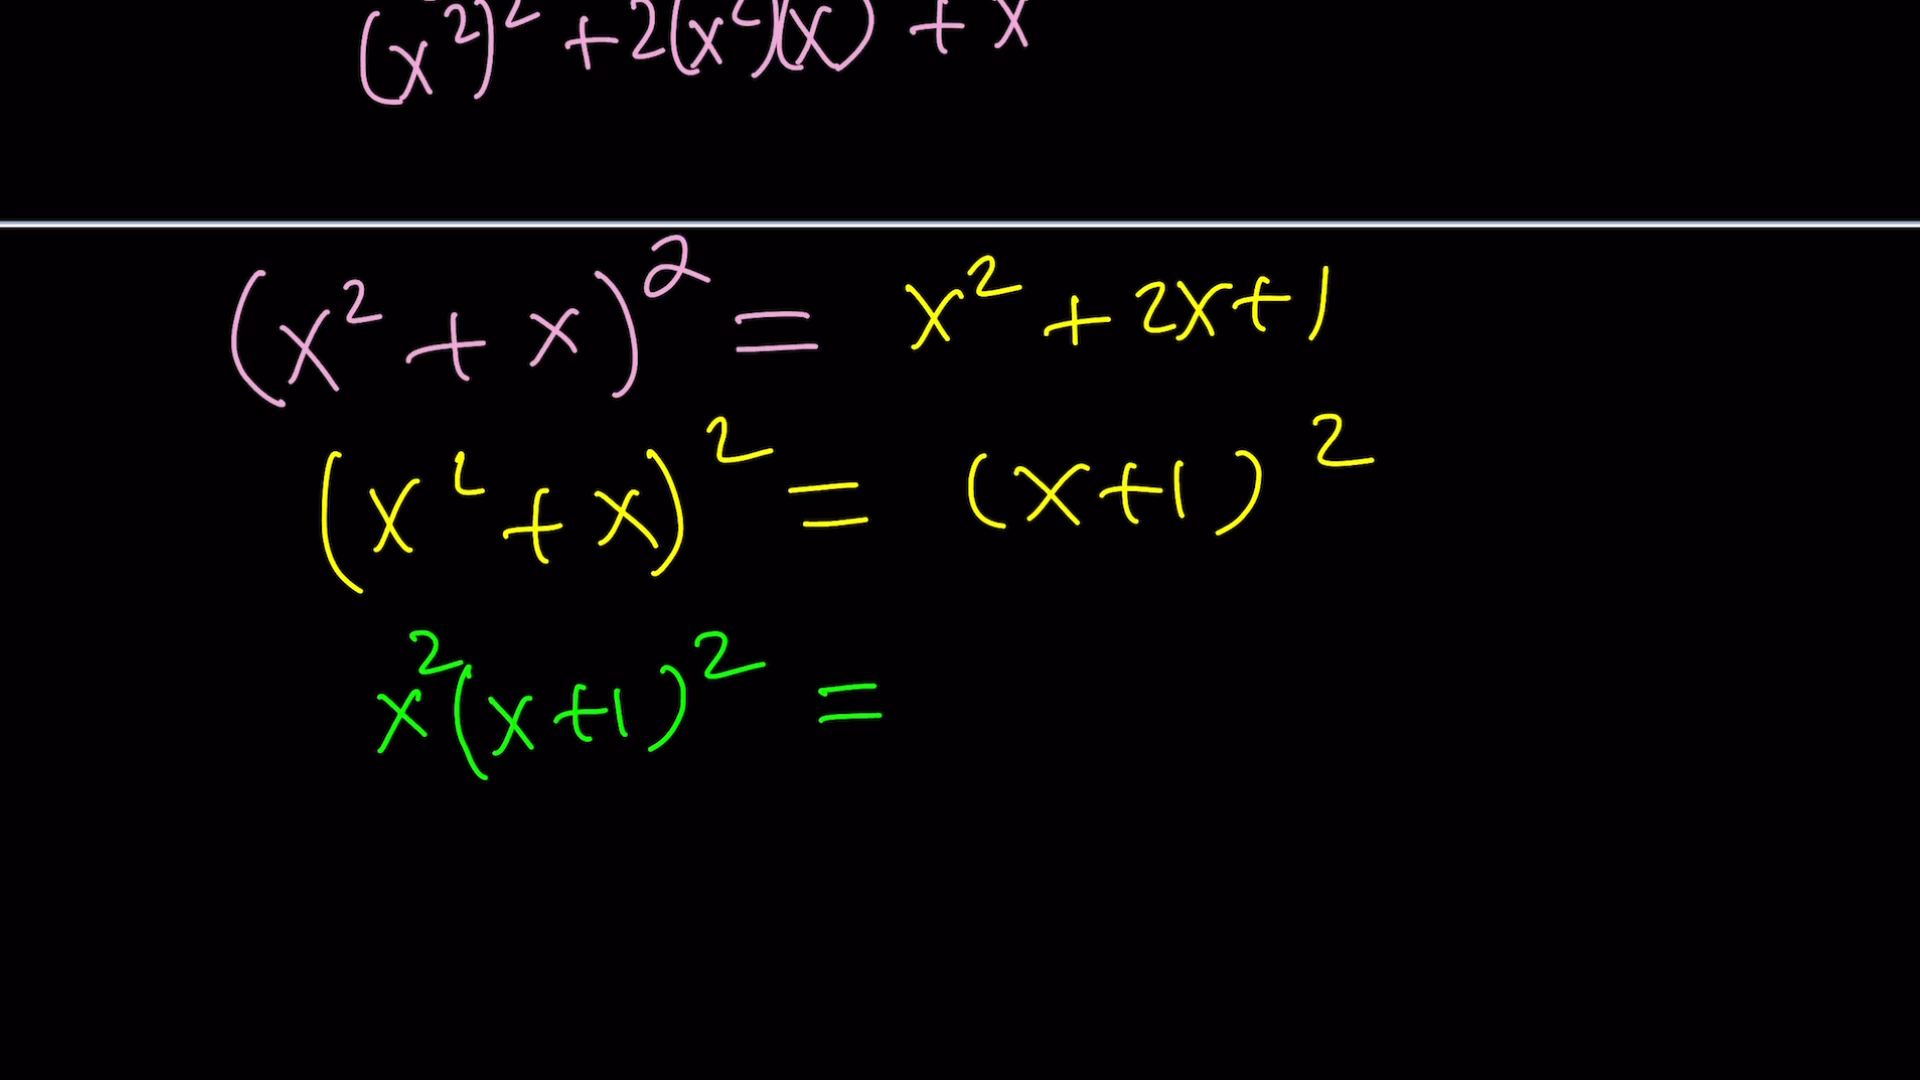 (x²)² + 2(x²)(x) + x
(x² + x)² = x² + 2x + 1
(x² + x)² = (x+1)²
x²(x+1)² =